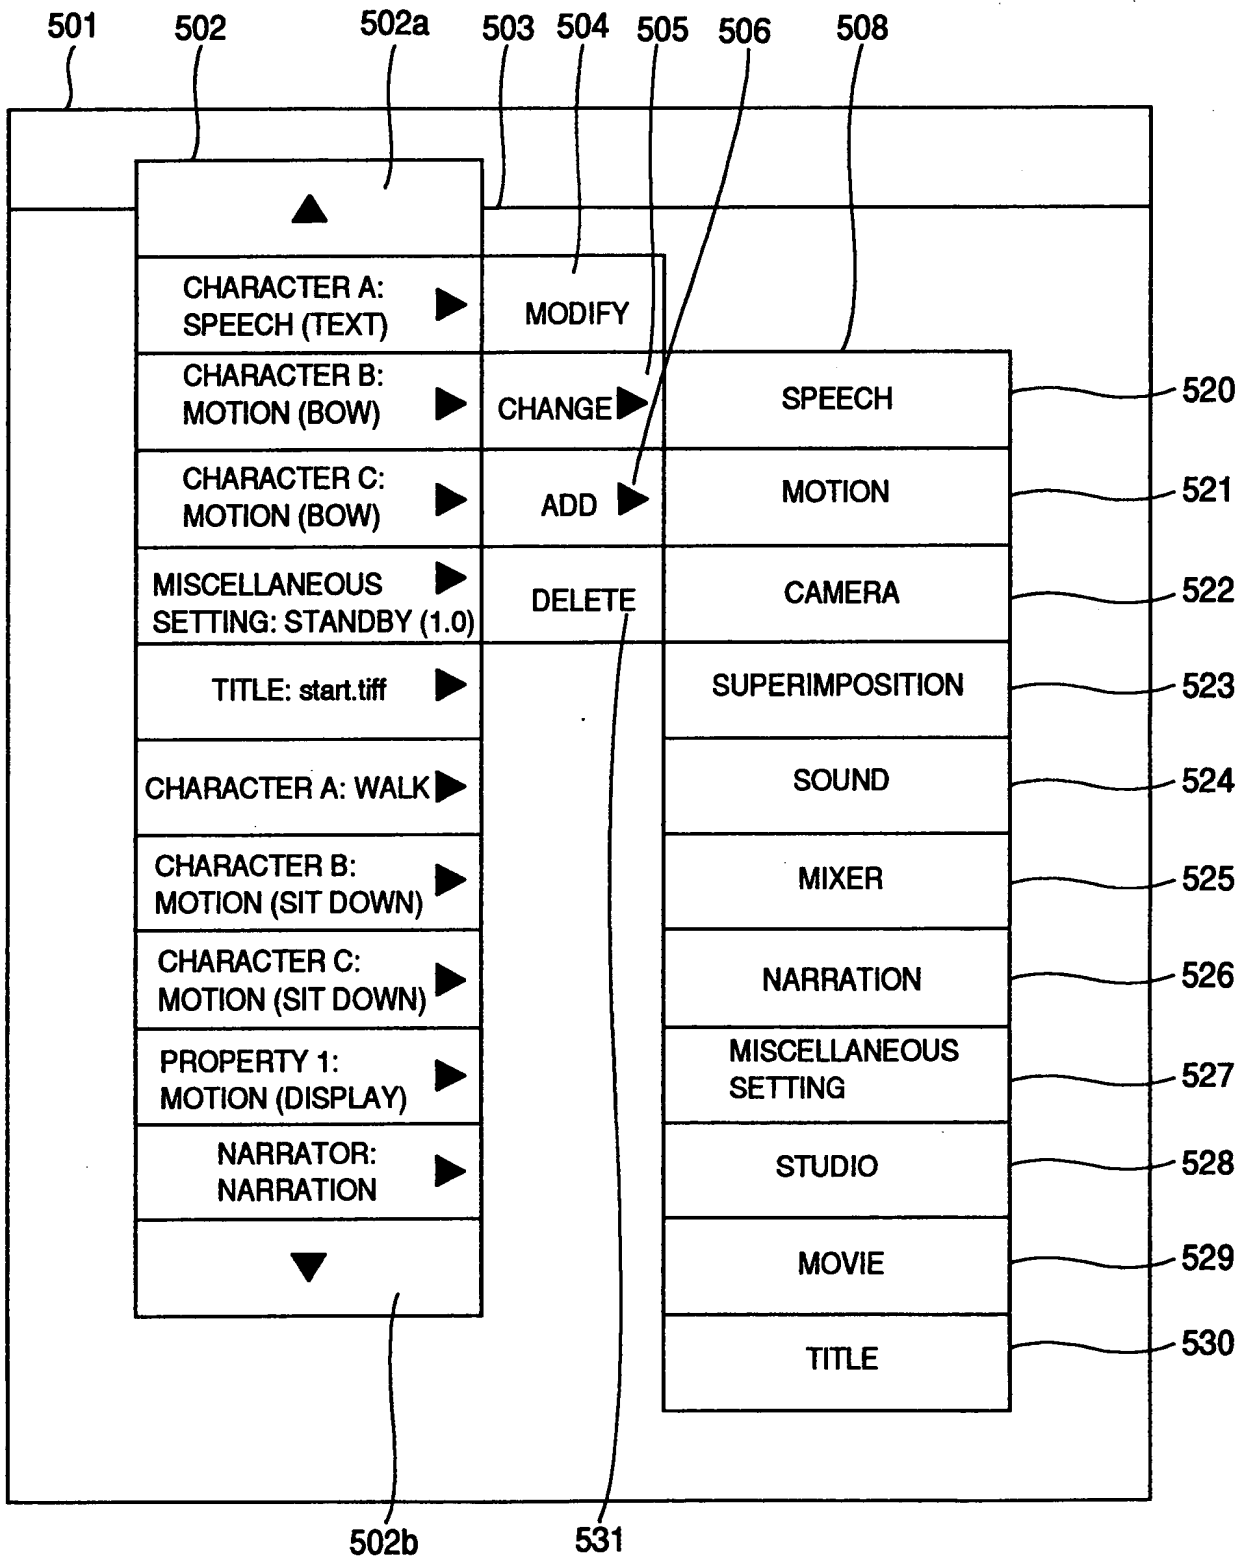 501 502 502a 503 504 505 506 508
CHARACTER A:
SPEECH (TEXT)
MODIFY
CHARACTER B:
MOTION (BOW)
CHANGE
SPEECH
520
CHARACTER C:
MOTION (BOW)
ADD
MOTION
521
MISCELLANEOUS
SETTING: STANDBY (1.0)
DELETE
CAMERA
522
TITLE: start.tiff
SUPERIMPOSITION
523
CHARACTER A: WALK
SOUND
524
CHARACTER B:
MOTION (SIT DOWN)
MIXER
525
CHARACTER C:
MOTION (SIT DOWN)
NARRATION
526
PROPERTY 1:
MOTION (DISPLAY)
MISCELLANEOUS
SETTING
527
NARRATOR:
NARRATION
STUDIO
528
MOVIE
529
TITLE
530
502b 531